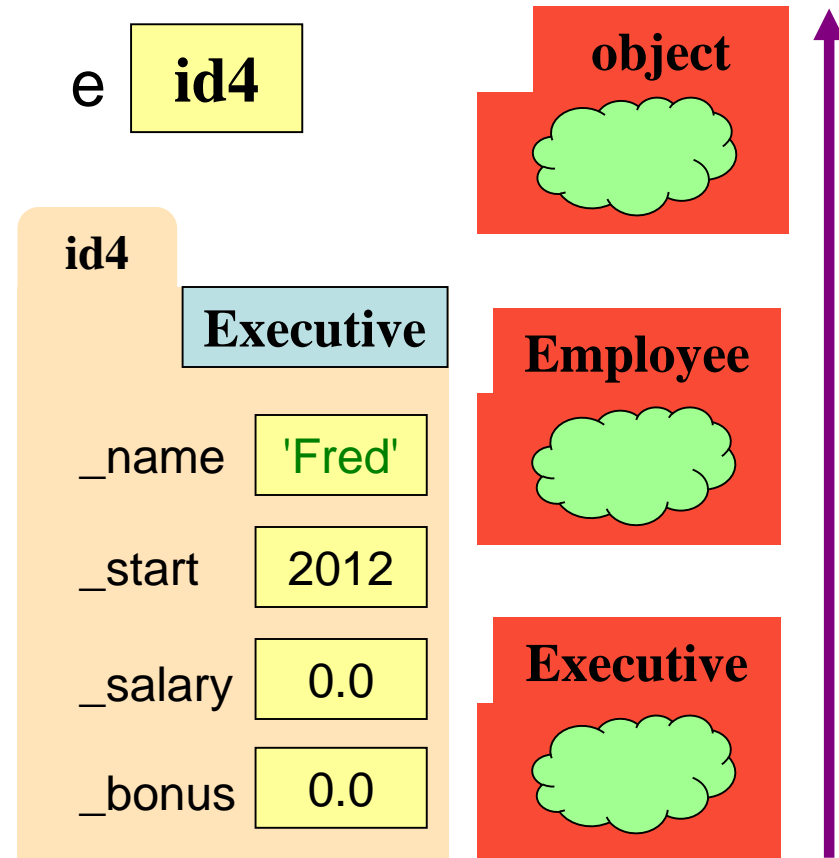 e id4
id4
Executive
_name 'Fred'
_start 2012
_salary 0.0
_bonus 0.0
object
Employee
Executive